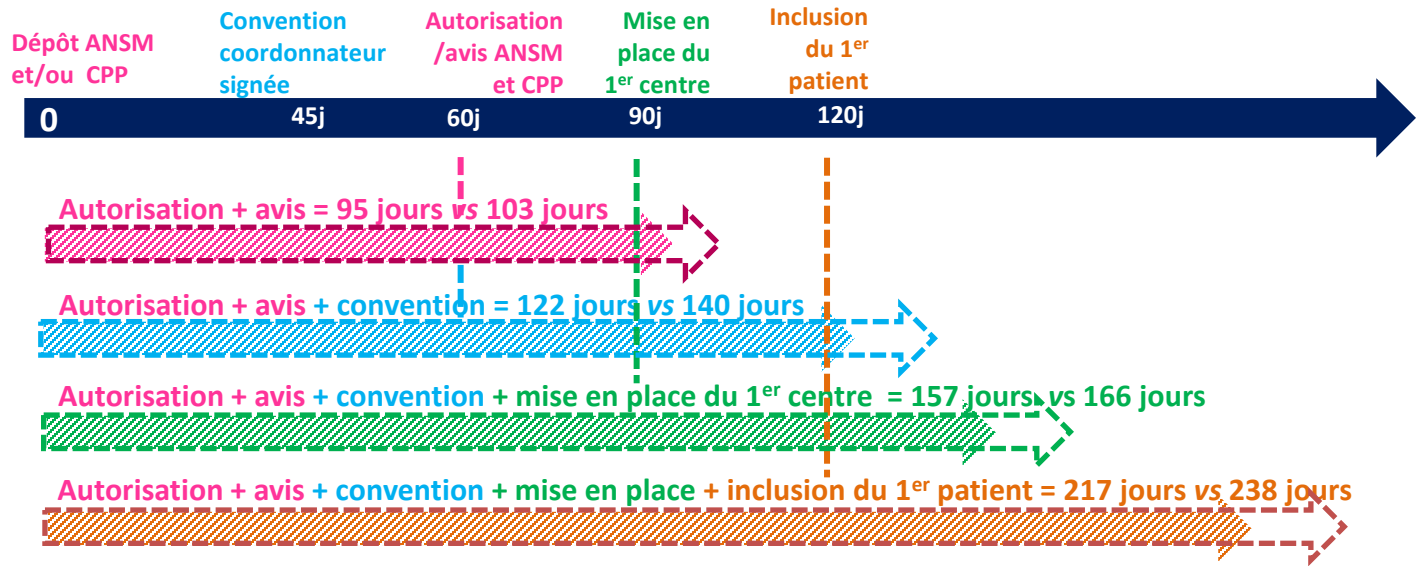 Dépôt ANSM
et/ou CPP
Convention
coordonnateur
signée
Autorisation
/avis ANSM
et CPP
Mise en
place du
1er centre
Inclusion
du 1er
patient
0
45j
60j
90j
120j
Autorisation + avis = 95 jours vs 103 jours
Autorisation + avis + convention = 122 jours vs 140 jours
Autorisation + avis + convention + mise en place du 1er centre = 157 jours vs 166 jours
Autorisation + avis + convention + mise en place + inclusion du 1er patient = 217 jours vs 238 jours